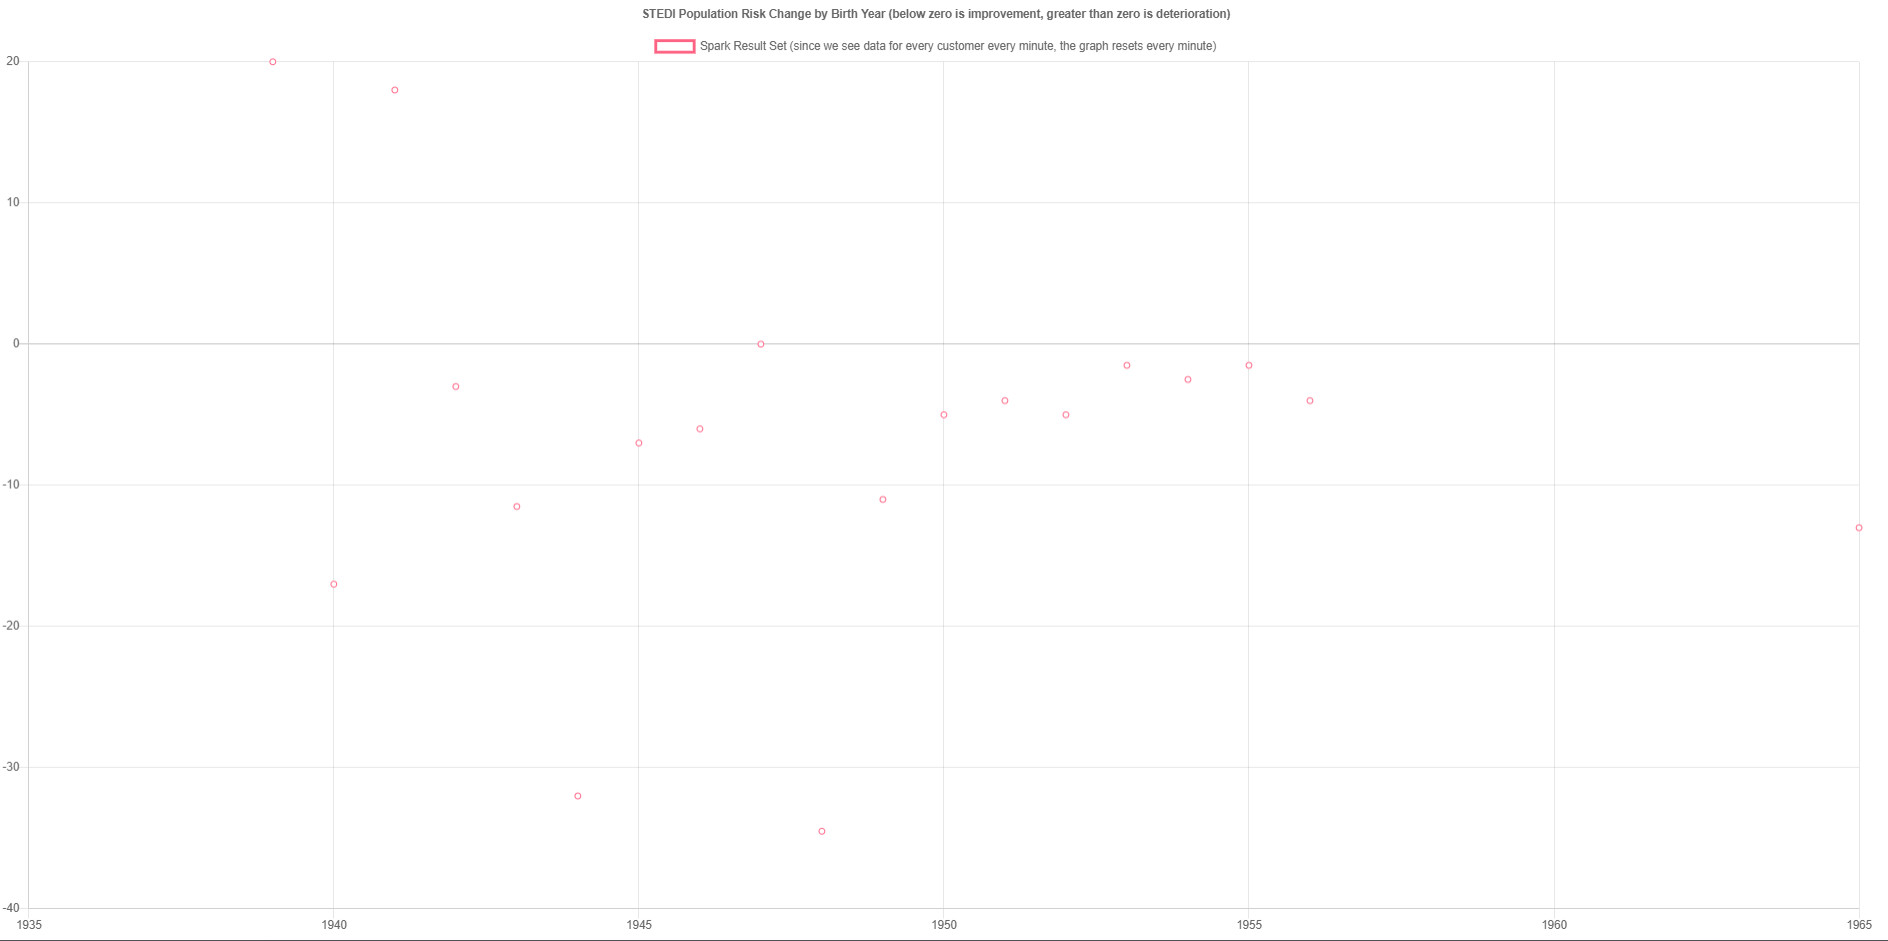 STEDI Population Risk Change by Birth Year (below zero is improvement, greater than zero is deterioration)
Spark Result Set (since we see data for every customer every minute, the graph resets every minute)
20
10
0
-10
-20
-30
-40
1935 1940 1945 1950 1955 1960 1965